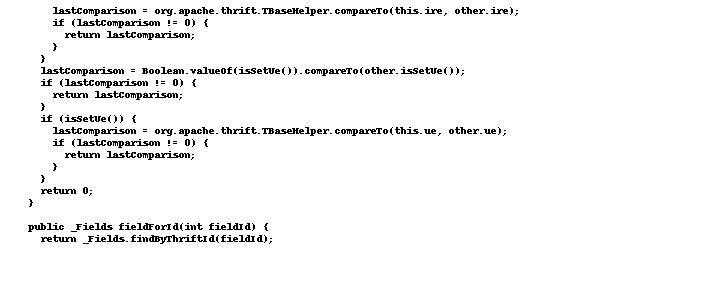 lastComparison = org.apache.thrift.TBaseHelper.compareTo(this.ire, other.ire);
if (lastComparison != 0) {
return lastComparison;
}
}
lastComparison = Boolean.valueOf(isSetUe()).compareTo(other.isSetUe());
if (lastComparison != 0) {
return lastComparison;
}
if (isSetUe()) {
lastComparison = org.apache.thrift.TBaseHelper.compareTo(this.ue, other.ue);
if (lastComparison != 0) {
return lastComparison;
}
}
return 0;
}
public _Fields fieldForId(int fieldId) {
return _Fields.findByThriftId(fieldId);